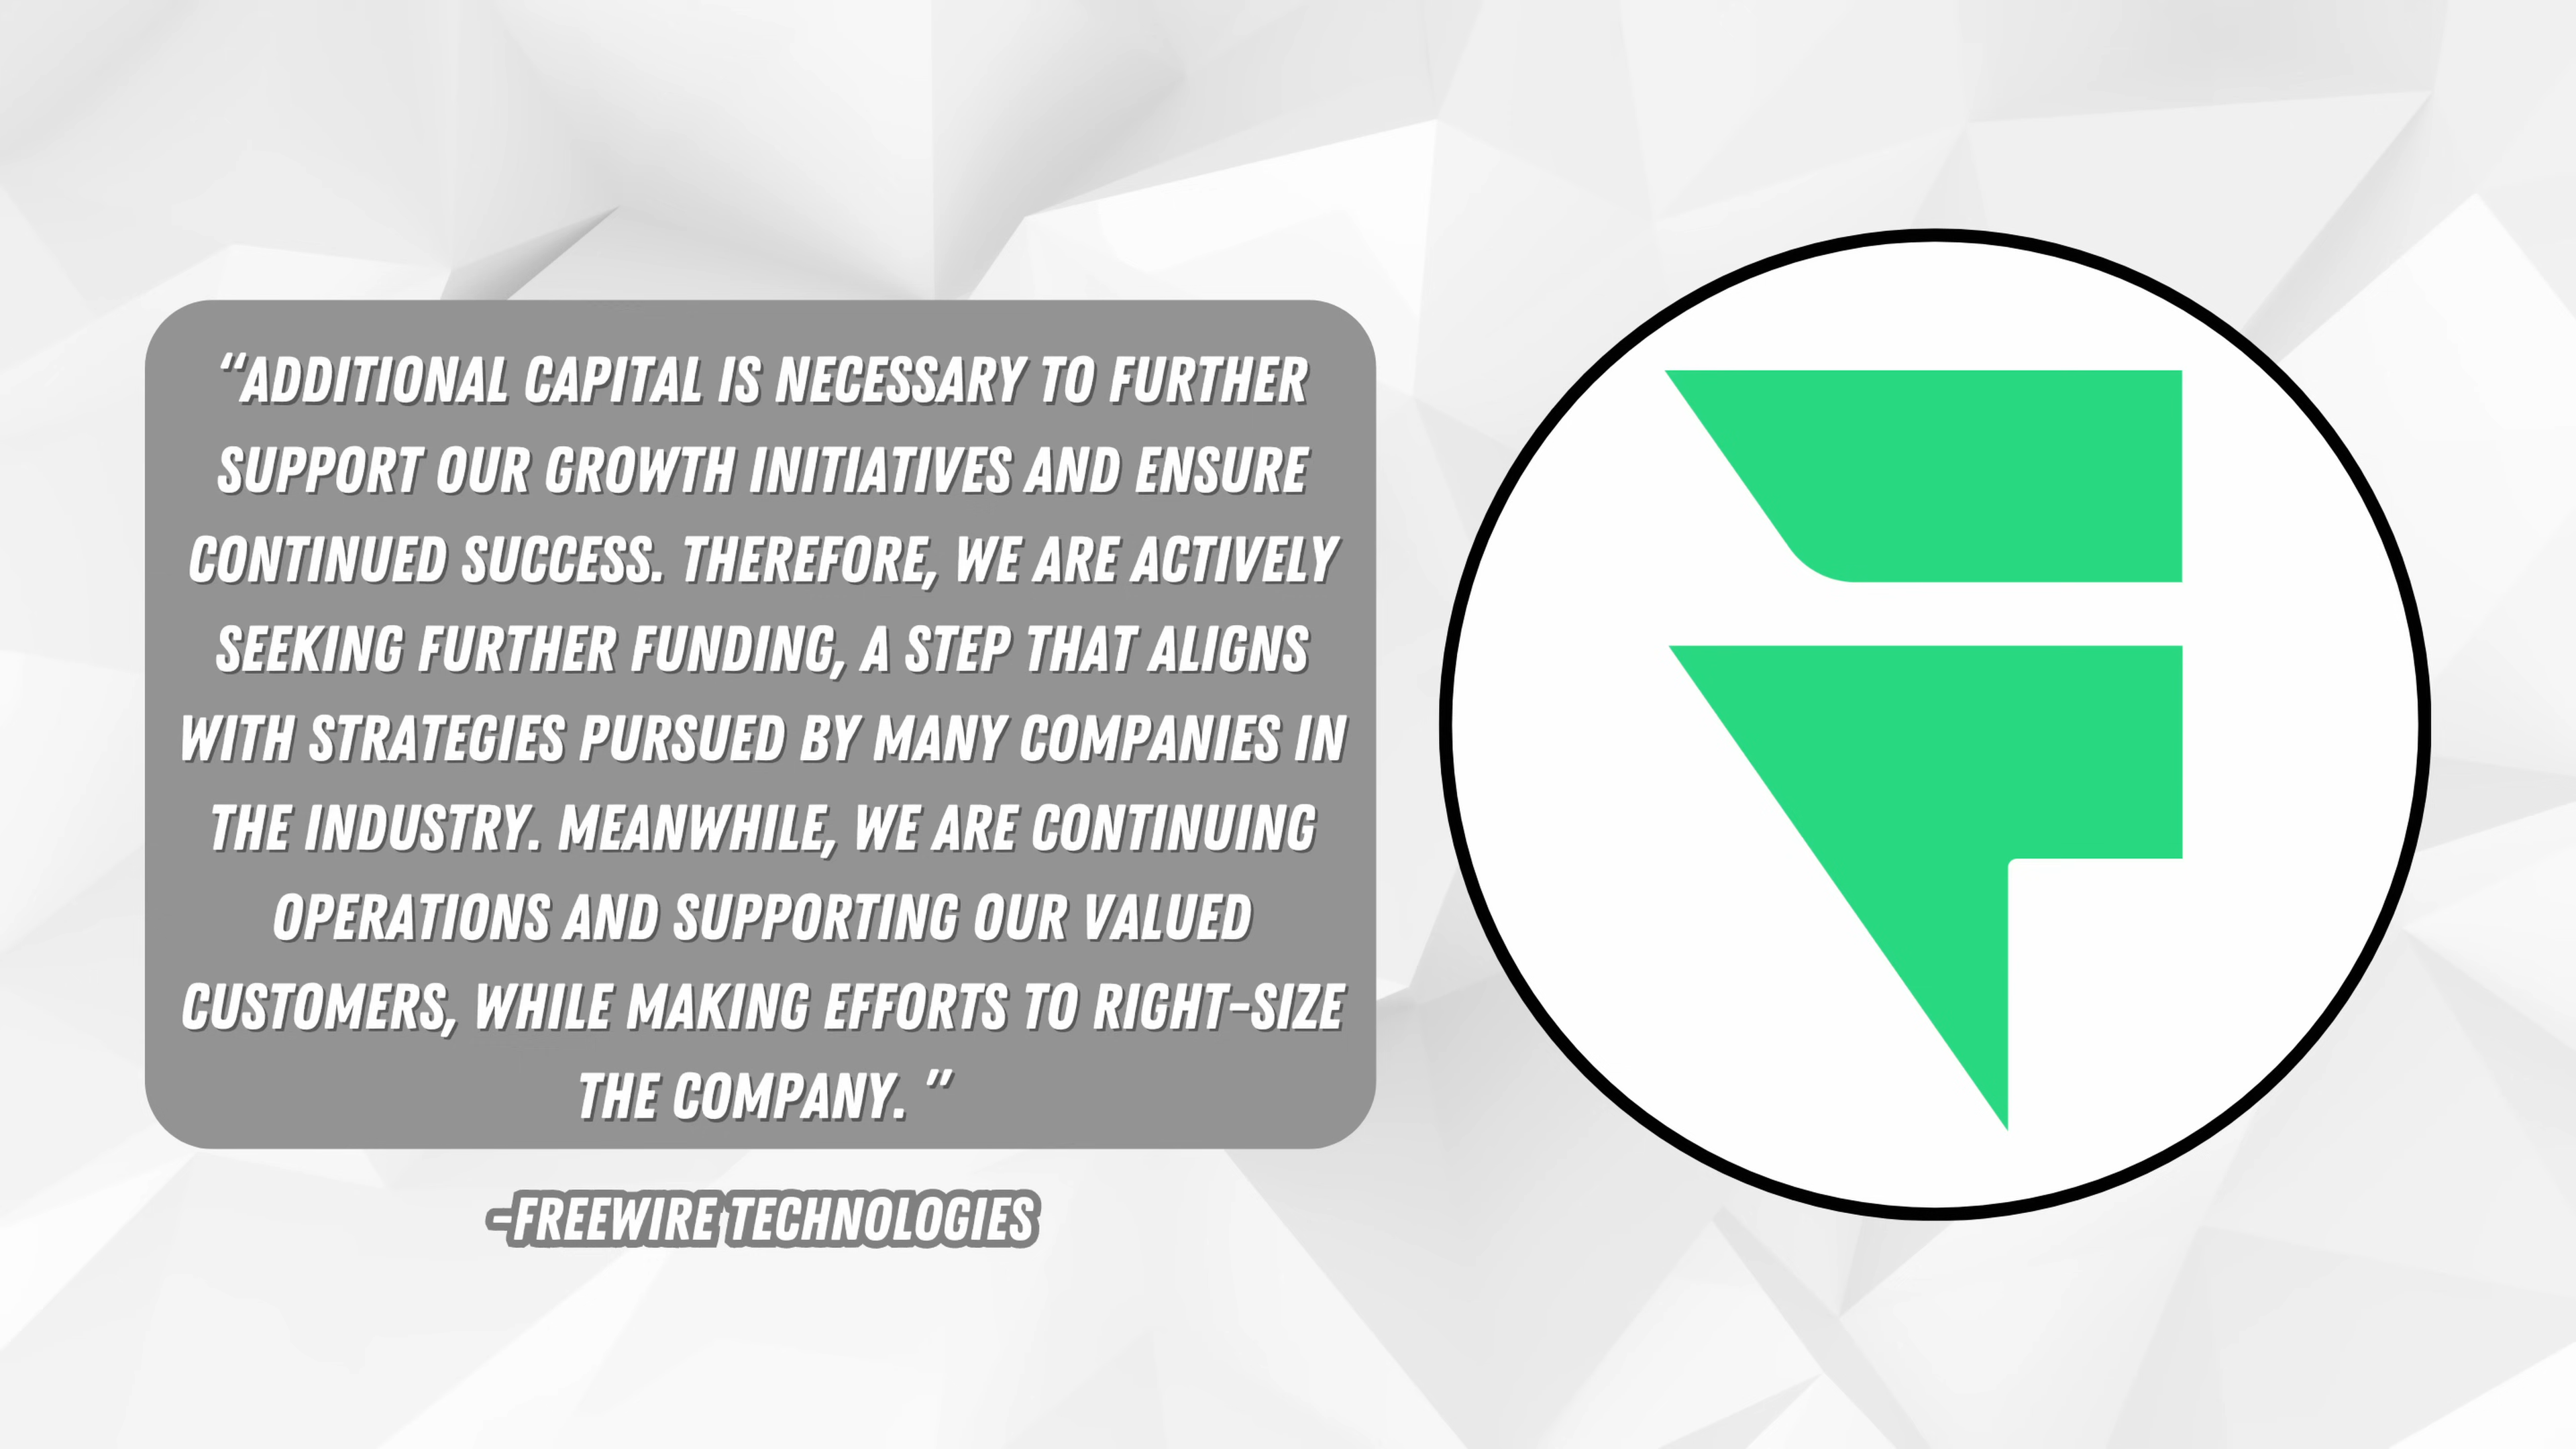 “ADDITIONAL CAPITAL IS NECESSARY TO FURTHER
SUPPORT OUR GROWTH INITIATIVES AND ENSURE
CONTINUED SUCCESS. THEREFORE, WE ARE ACTIVELY
SEEKING FURTHER FUNDING, A STEP THAT ALIGNS
WITH STRATEGIES PURSUED BY MANY COMPANIES IN
THE INDUSTRY. MEANWHILE, WE ARE CONTINUING
OPERATIONS AND SUPPORTING OUR VALUED
CUSTOMERS, WHILE MAKING EFFORTS TO RIGHT-SIZE
THE COMPANY. ”
-FREEWIRE TECHNOLOGIES